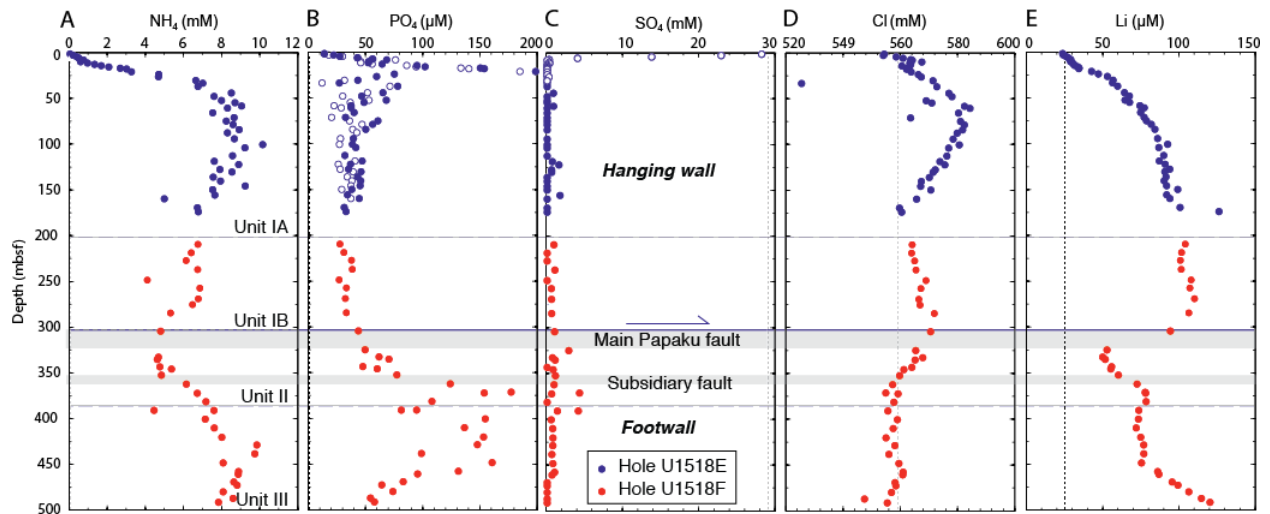 A B C D E
NH4 (mM) PO4 (µM) SO4 (mM) Cl (mM) Li (µM)
0 2 4 6 8 10 12 0 50 100 150 200 0 10 20 30 520 549 560 580 600 0 50 100 150
0
50
100
150
Hanging wall
200 Unit IA
250
Depth (mbsf)
300 Unit IB
Main Papaku fault
350
Subsidiary fault
Unit II
400
Footwall
450
Hole U1518E
Hole U1518F
500 Unit III